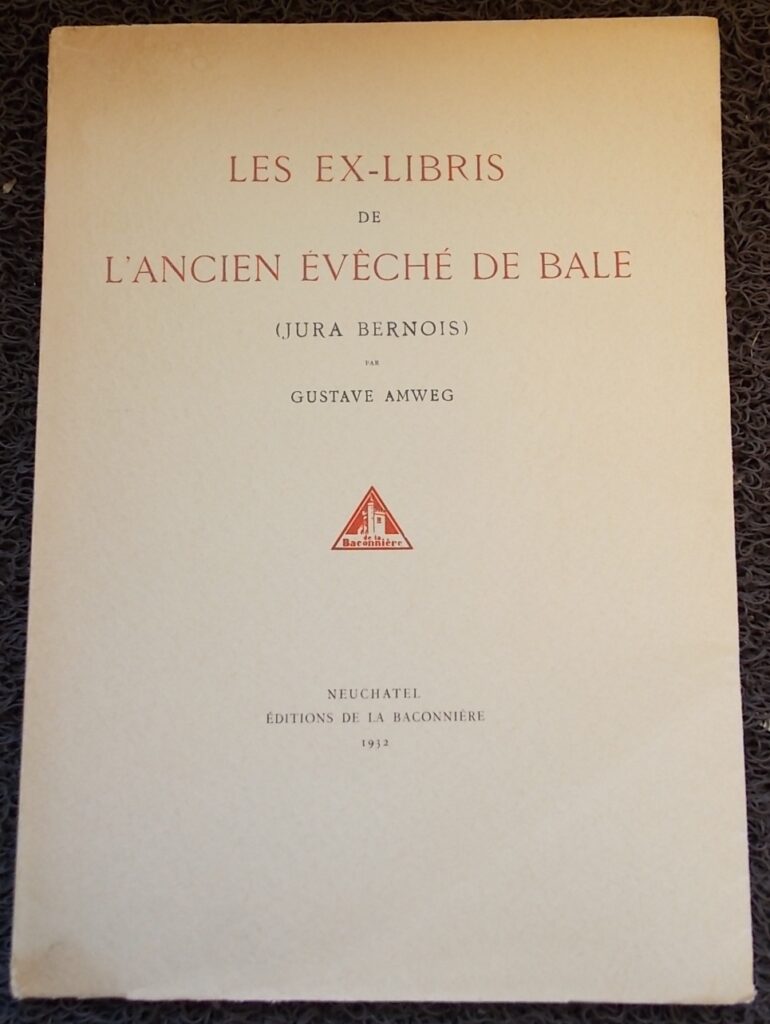 LES EX-LIBRIS
DE
L'ANCIEN ÉVÊCHÉ DE BALE
(JURA BERNOIS)
PAR
GUSTAVE AMWEG
de la
Baconnière
NEUCHATEL
ÉDITIONS DE LA BACONNIÈRE
1932